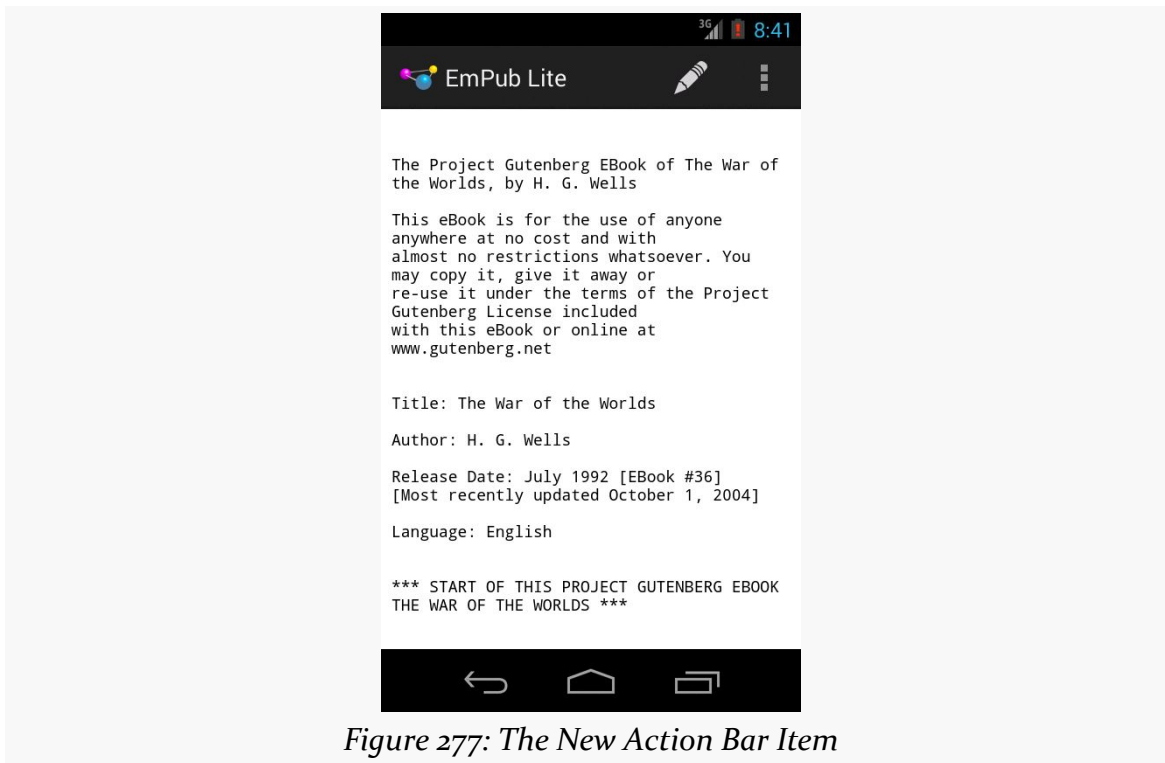 3G 8:41
EmPub Lite
The Project Gutenberg EBook of The War of
the Worlds, by H. G. Wells
This eBook is for the use of anyone
anywhere at no cost and with
almost no restrictions whatsoever. You
may copy it, give it away or
re-use it under the terms of the Project
Gutenberg License included
with this eBook or online at
www.gutenberg.net
Title: The War of the Worlds
Author: H. G. Wells
Release Date: July 1992 [EBook #36]
[Most recently updated October 1, 2004]
Language: English
*** START OF THIS PROJECT GUTENBERG EBOOK
THE WAR OF THE WORLDS ***
Figure 277: The New Action Bar Item